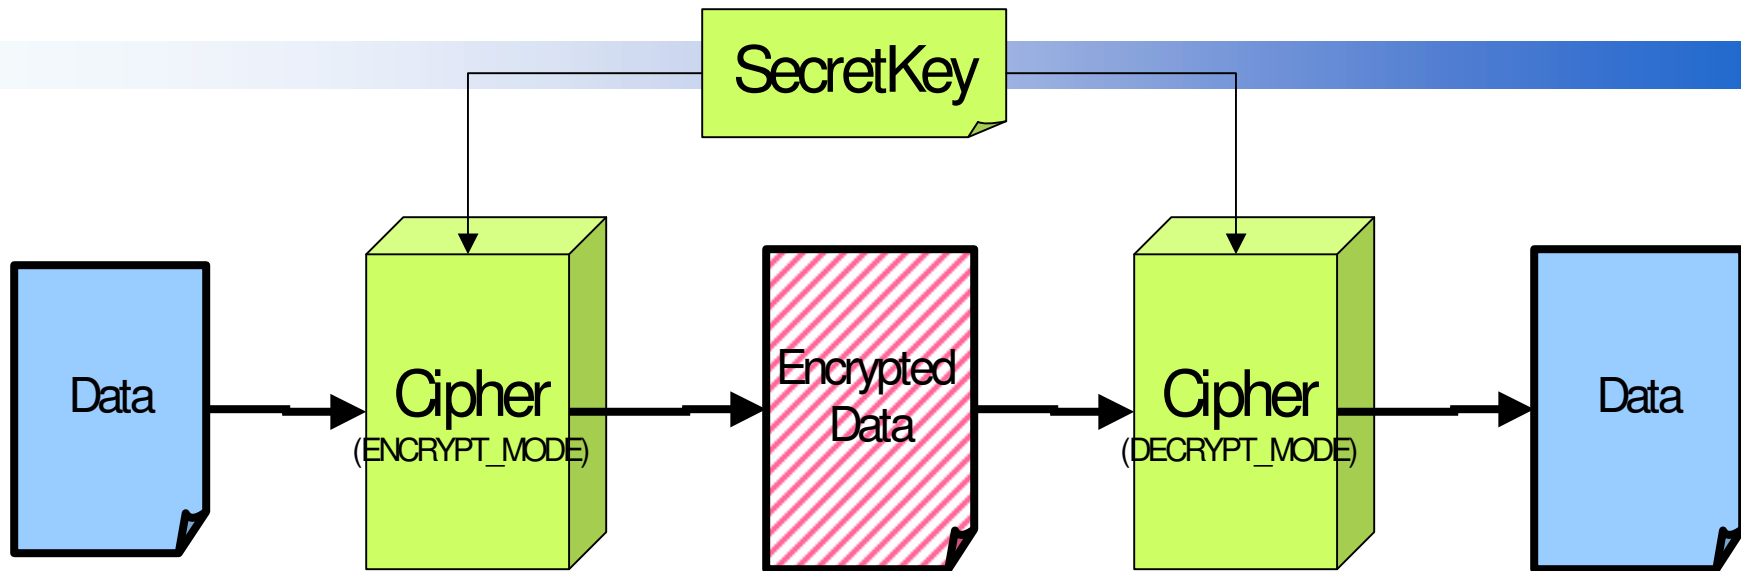 SecretKey
Data
Cipher
(ENCRYPT_MODE)
Encrypted
Data
Cipher
(DECRYPT_MODE)
Data